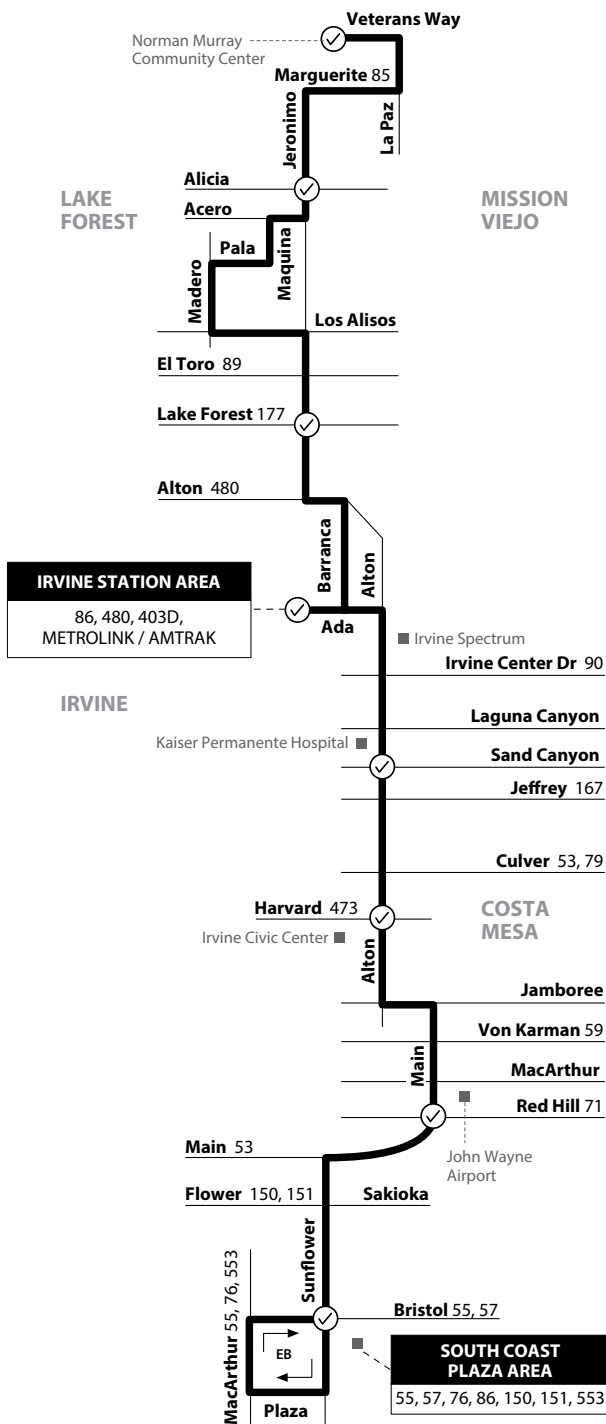 Veterans Way
Norman Murray
Community Center
Marguerite 85
Jeronimo
La Paz
Alicia
LAKE
FOREST
MISSION
VIEJO
Acero
Pala
Maquina
Madero
Los Alisos
El Toro 89
Lake Forest 177
Alton 480
Barranca
Alton
IRVINE STATION AREA
86, 480, 403D,
METROLINK / AMTRAK
Ada
Irvine Spectrum
Irvine Center Dr 90
IRVINE
Laguna Canyon
Kaiser Permanente Hospital
Sand Canyon
Jeffrey 167
Culver 53, 79
Harvard 473
COSTA
MESA
Irvine Civic Center
Alton
Jamboree
Von Karman 59
Main
MacArthur
Red Hill 71
Main 53
John Wayne
Airport
Flower 150, 151
Sakioka
Sunflower
MacArthur 55, 76, 553
Bristol 55, 57
EB
SOUTH COAST
PLAZA AREA
55, 57, 76, 86, 150, 151, 553
Plaza